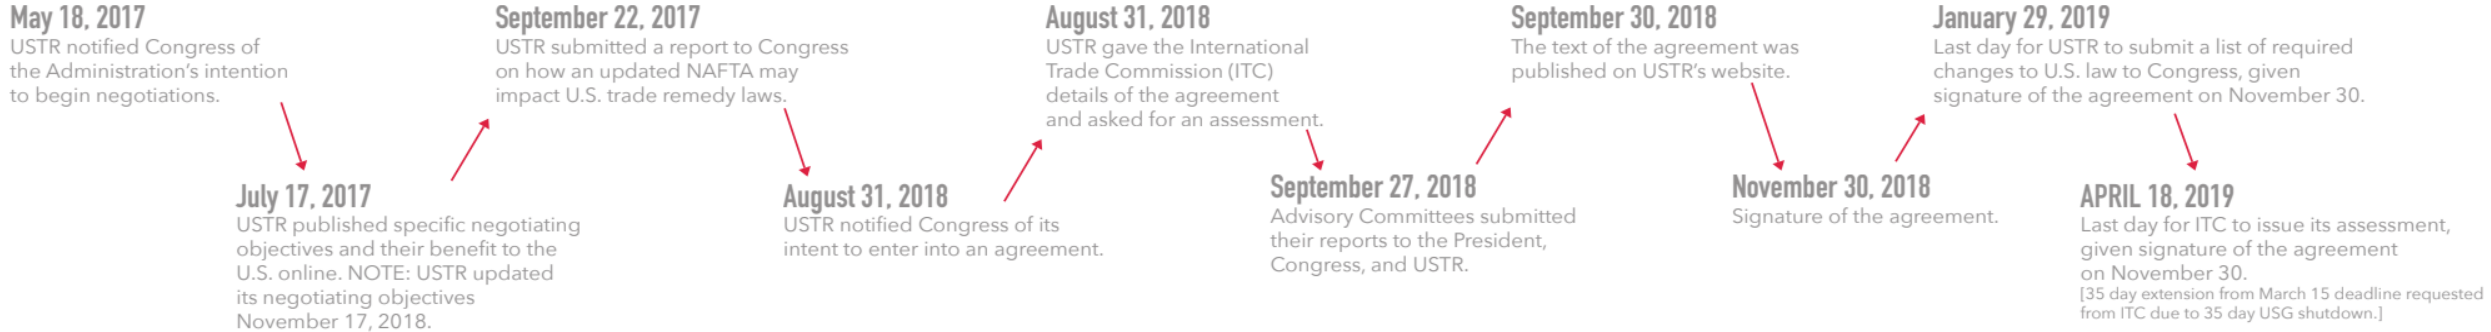 May 18, 2017
USTR notified Congress of
the Administration's intention
to begin negotiations.
July 17, 2017
USTR published specific negotiating
objectives and their benefit to the
U.S. online. NOTE: USTR updated
its negotiating objectives
November 17, 2018.
September 22, 2017
USTR submitted a report to Congress
on how an updated NAFTA may
impact U.S. trade remedy laws.
August 31, 2018
USTR notified Congress of its
intent to enter into an agreement.
August 31, 2018
USTR gave the International
Trade Commission (ITC)
details of the agreement
and asked for an assessment.
September 27, 2018
Advisory Committees submitted
their reports to the President,
Congress, and USTR.
September 30, 2018
The text of the agreement was
published on USTR's website.
November 30, 2018
Signature of the agreement.
January 29, 2019
Last day for USTR to submit a list of required
changes to U.S. law to Congress, given
signature of the agreement on November 30.
APRIL 18, 2019
Last day for ITC to issue its assessment,
given signature of the agreement
on November 30.
[35 day extension from March 15 deadline requested
from ITC due to 35 day USG shutdown.]